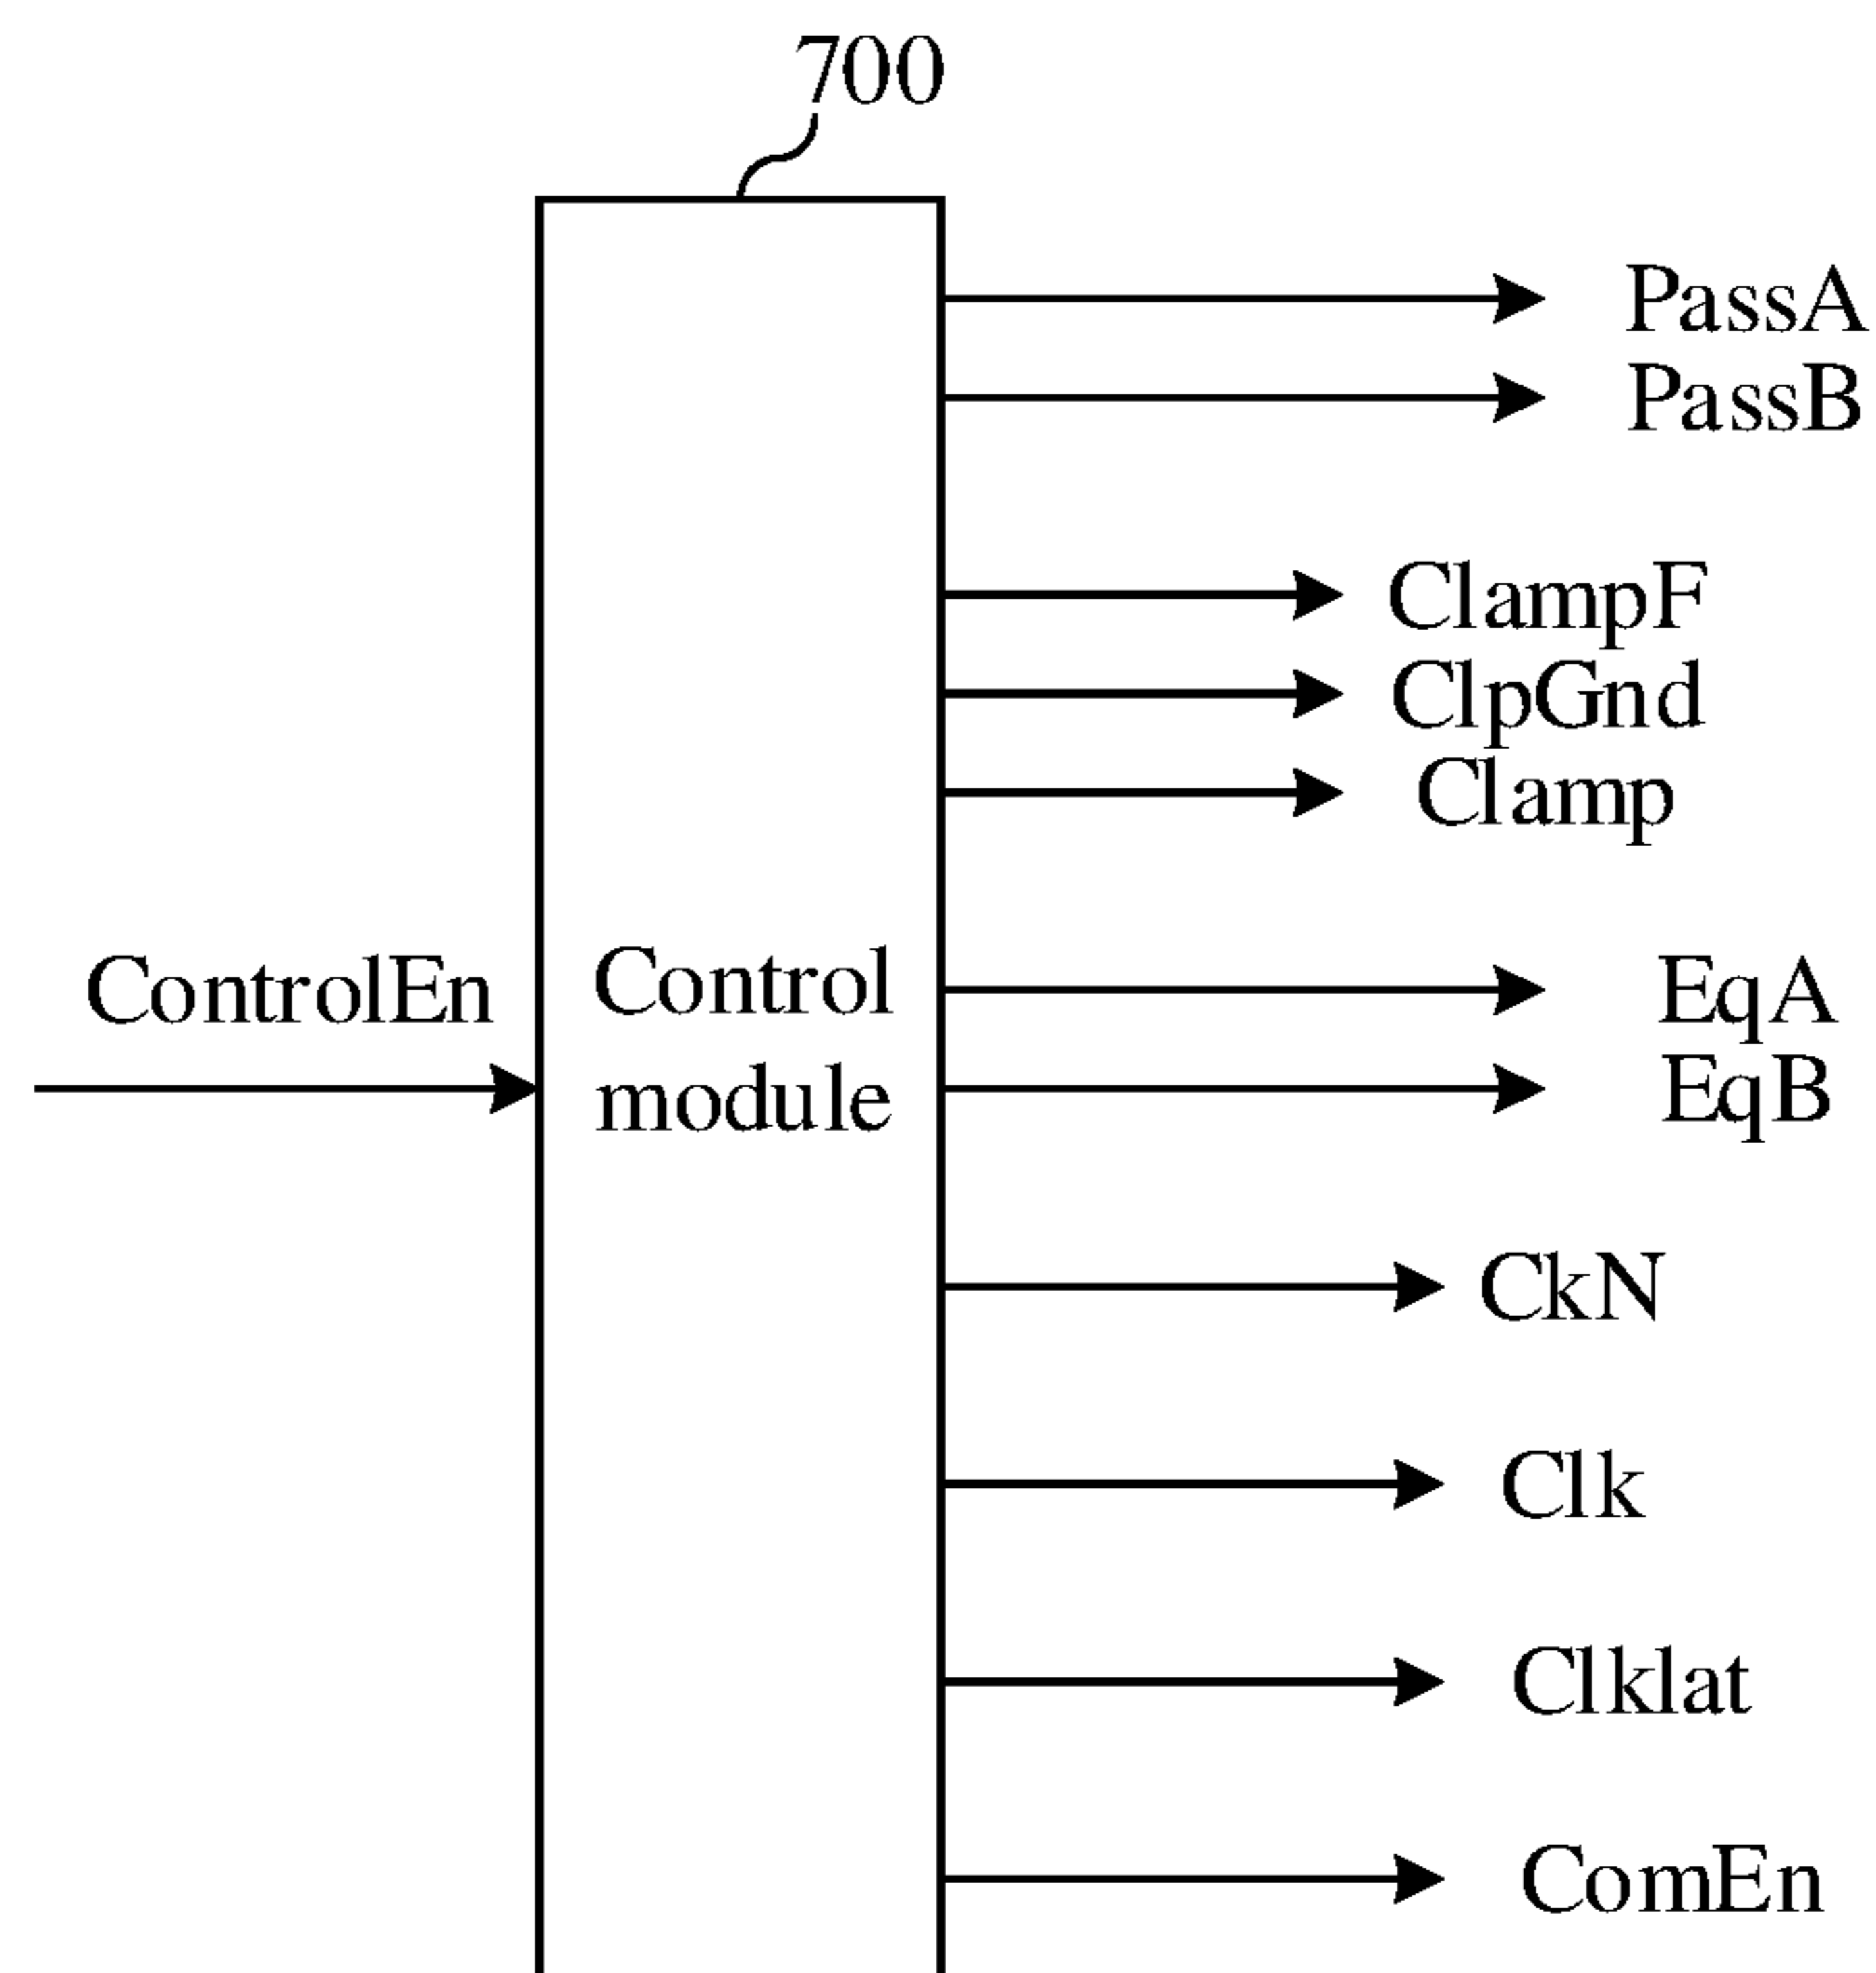 700
PassA
PassB
ClampF
ClpGnd
Clamp
ControlEn
Control
module
EqA
EqB
CkN
Clk
Clklat
ComEn